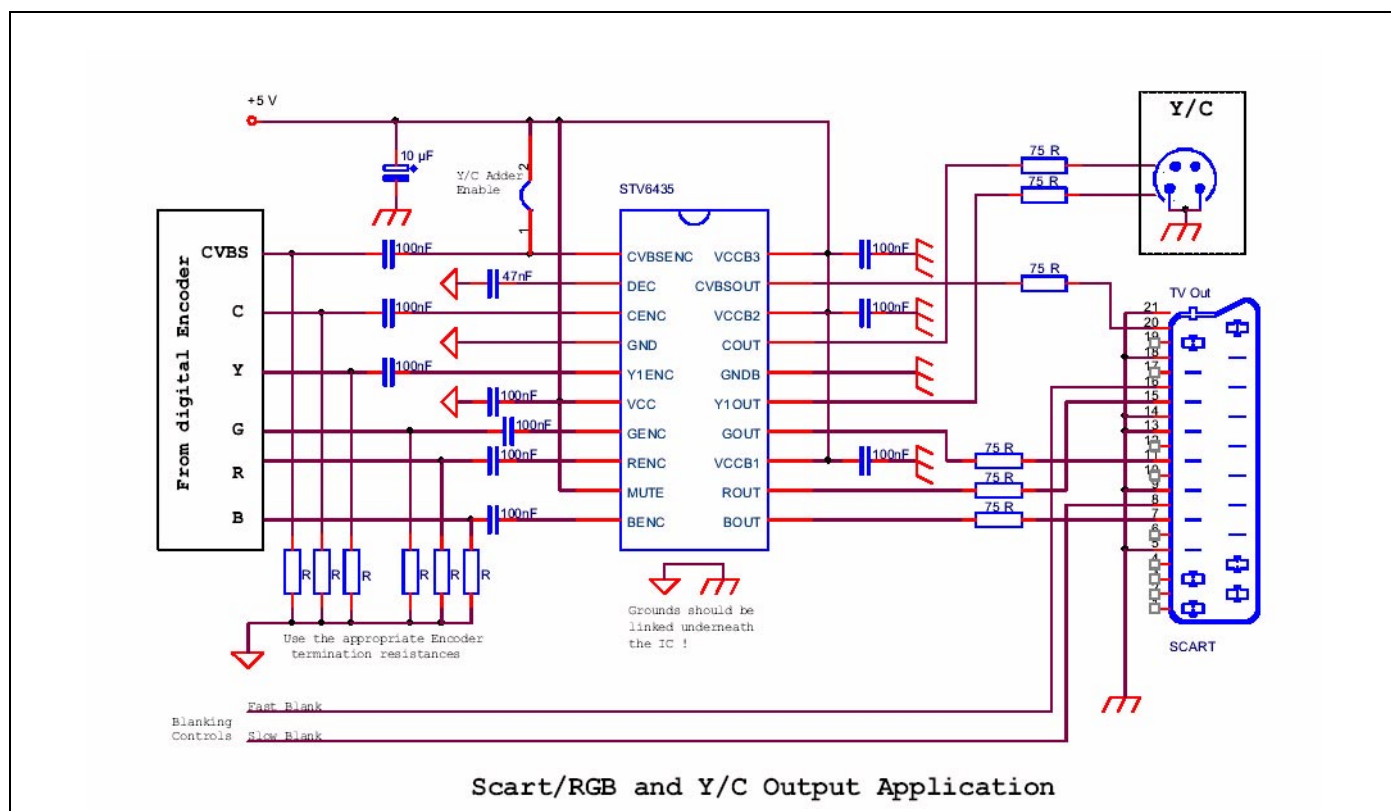 +5 V
10 µF
Y/C Adder
Enable
2
1
STV6435
Y/C
75 R
75 R
From digital Encoder
CVBS
C
Y
G
R
B
100nF
47nF
100nF
100nF
100nF
100nF
100nF
100nF
CVBSENC
DEC
CENC
GND
Y1ENC
VCC
GENC
RENC
MUTE
BENC
VCCB3
CVBSOUT
VCCB2
COUT
GNDB
Y1OUT
GOUT
VCCB1
ROUT
BOUT
100nF
100nF
100nF
75 R
75 R
75 R
75 R
TV Out
21
20
19
18
17
16
15
14
13
12
11
10
9
8
7
6
5
4
SCART
R
R
R
R
R
R
Use the appropriate Encoder
termination resistances
Grounds should be
linked underneath
the IC !
Blanking
Controls
Fast Blank
Slow Blank
Scart/RGB and Y/C Output Application